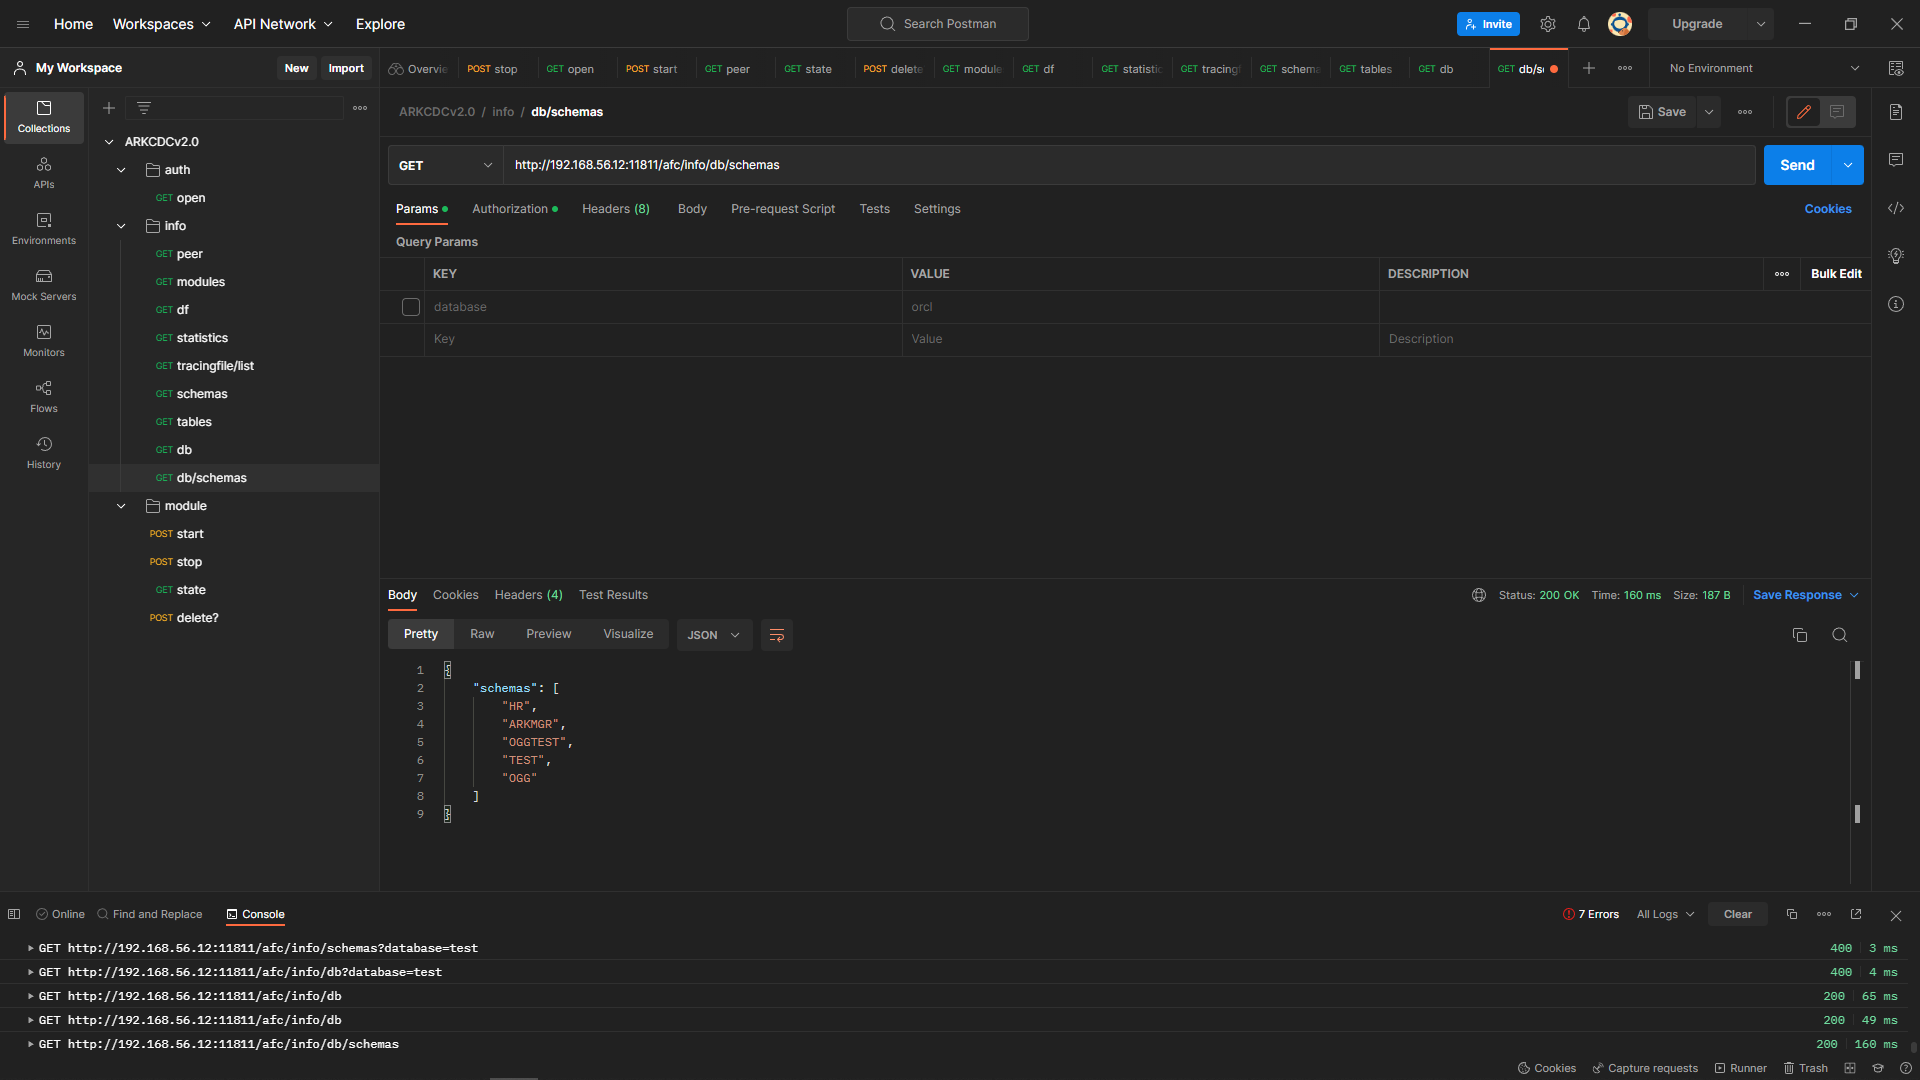 Home Workspaces API Network Explore Search Postman Invite Upgrade
My Workspace New Import
Overvie POST stop GET open POST start GET peer GET state POST delete GET module GET df GET statistic GET tracingf GET schema GET tables GET db GET db/s No Environment
Collections
APIs
Environments
Mock Servers
Monitors
Flows
History
ARKCDCv2.0
auth
GET open
info
GET peer
GET modules
GET df
GET statistics
GET tracingfile/list
GET schemas
GET tables
GET db
GET db/schemas
module
POST start
POST stop
GET state
POST delete?
ARKCDCv2.0 / info / db/schemas Save
GET http://192.168.56.12:11811/afc/info/db/schemas Send
Params Authorization Headers (8) Body Pre-request Script Tests Settings Cookies
Query Params
KEY VALUE DESCRIPTION Bulk Edit
database orcl
Key Value Description
Body Cookies Headers (4) Test Results Status: 200 OK Time: 160 ms Size: 187 B Save Response
Pretty Raw Preview Visualize JSON
1 {
2 "schemas": [
3 "HR",
4 "ARKMGR",
5 "OGGTEST",
6 "TEST",
7 "OGG"
8 ]
9 }
Online Find and Replace Console 7 Errors All Logs Clear
GET http://192.168.56.12:11811/afc/info/schemas?database=test 400 3 ms
GET http://192.168.56.12:11811/afc/info/db?database=test 400 4 ms
GET http://192.168.56.12:11811/afc/info/db 200 65 ms
GET http://192.168.56.12:11811/afc/info/db 200 49 ms
GET http://192.168.56.12:11811/afc/info/db/schemas 200 160 ms
Cookies Capture requests Runner Trash